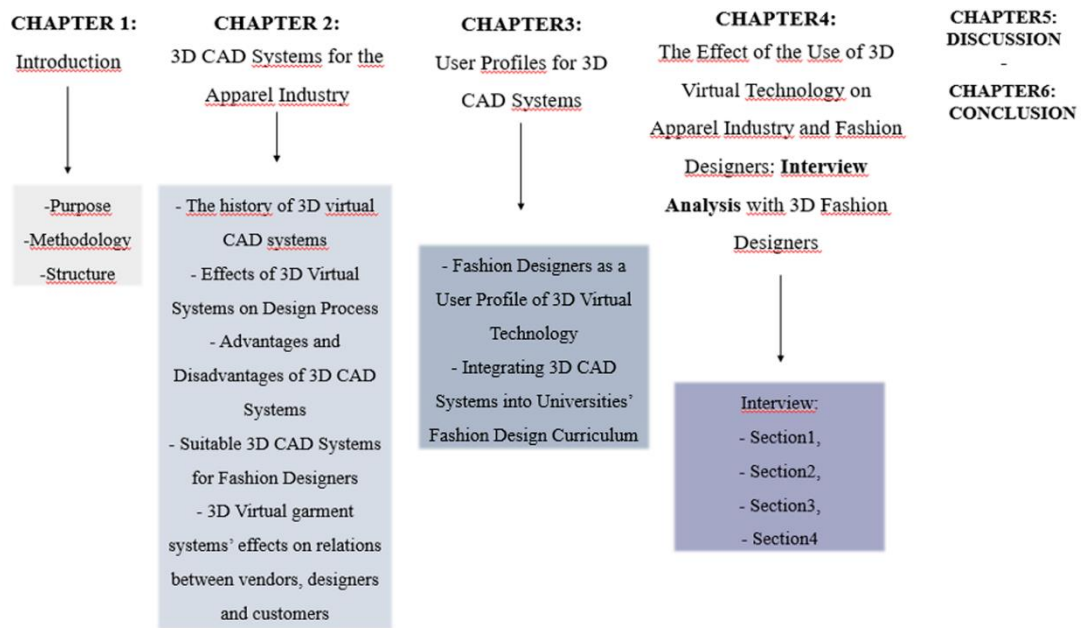 CHAPTER 1:
Introduction
-Purpose
-Methodology
-Structure
CHAPTER 2:
3D CAD Systems for the
Apparel Industry
- The history of 3D virtual
CAD systems
- Effects of 3D Virtual
Systems on Design Process
- Advantages and
Disadvantages of 3D CAD
Systems
- Suitable 3D CAD Systems
for Fashion Designers
- 3D Virtual garment
systems’ effects on relations
between vendors, designers
and customers
CHAPTER3:
User Profiles for 3D
CAD Systems
- Fashion Designers as a
User Profile of 3D Virtual
Technology
- Integrating 3D CAD
Systems into Universities’
Fashion Design Curriculum
CHAPTER4:
The Effect of the Use of 3D
Virtual Technology on
Apparel Industry and Fashion
Designers: Interview
Analysis with 3D Fashion
Designers
Interview:
- Section1,
- Section2,
- Section3,
- Section4
CHAPTER5:
DISCUSSION
-
CHAPTER6:
CONCLUSION